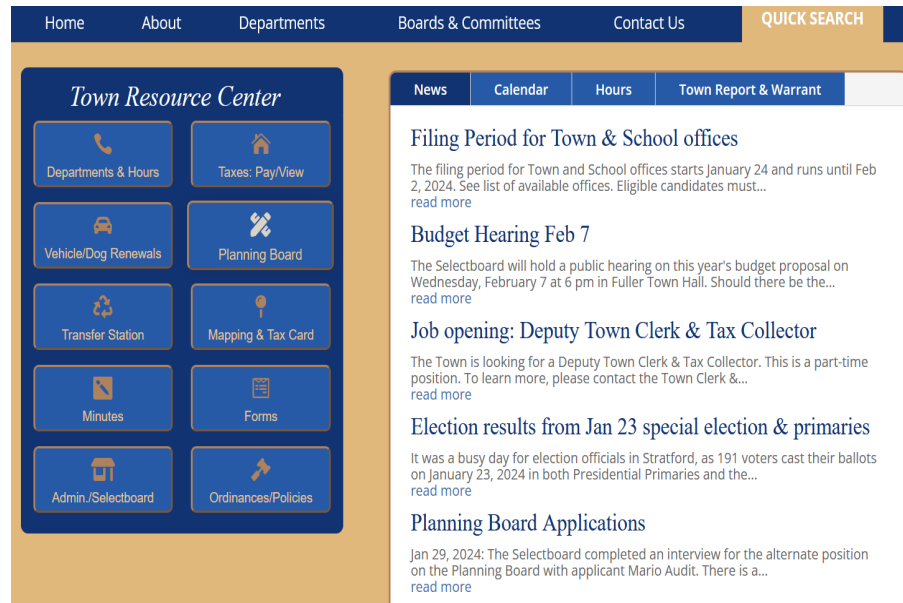 Home About Departments Boards & Committees Contact Us QUICK SEARCH
Town Resource Center
Departments & Hours Taxes: Pay/View
Vehicle/Dog Renewals Planning Board
Transfer Station Mapping & Tax Card
Minutes Forms
Admin./Selectboard Ordinances/Policies
News Calendar Hours Town Report & Warrant
Filing Period for Town & School offices
The filing period for Town and School offices starts January 24 and runs until Feb
2, 2024. See list of available offices. Eligible candidates must...
read more
Budget Hearing Feb 7
The Selectboard will hold a public hearing on this year's budget proposal on
Wednesday, February 7 at 6 pm in Fuller Town Hall. Should there be the...
read more
Job opening: Deputy Town Clerk & Tax Collector
The Town is looking for a Deputy Town Clerk & Tax Collector. This is a part-time
position. To learn more, please contact the Town Clerk &...
read more
Election results from Jan 23 special election & primaries
It was a busy day for election officials in Stratford, as 191 voters cast their ballots
on January 23, 2024 in both Presidential Primaries and the...
read more
Planning Board Applications
Jan 29, 2024: The Selectboard completed an interview for the alternate position
on the Planning Board with applicant Mario Audit. There is a...
read more